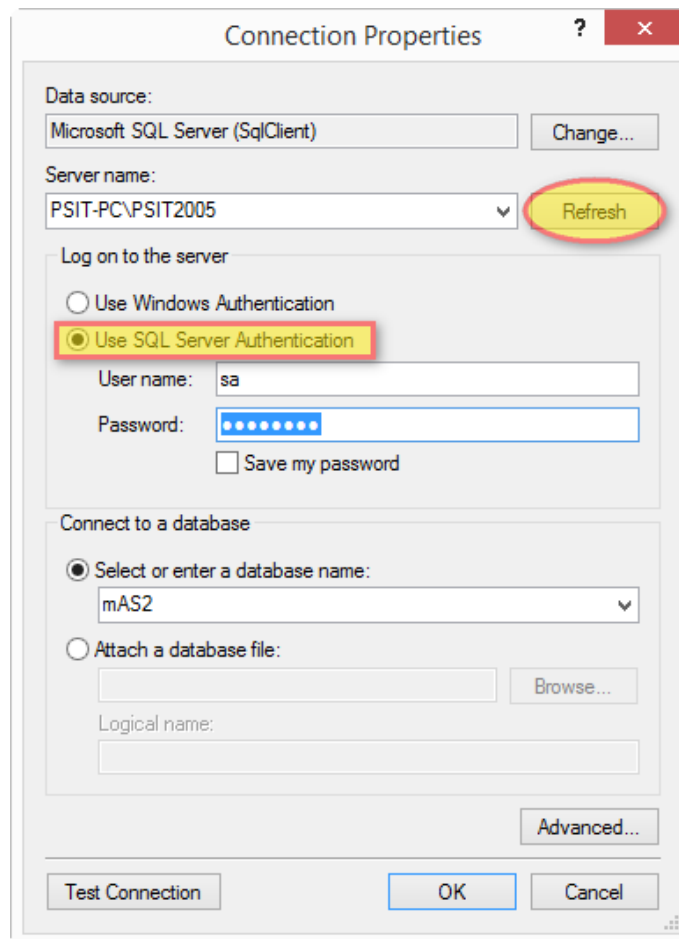 Connection Properties
?
Data source:
Microsoft SQL Server (SqlClient)
Change...
Server name:
PSIT-PC\PSIT2005
Refresh
Log on to the server
Use Windows Authentication
Use SQL Server Authentication
User name:
sa
Password:
●●●●●●●●
Save my password
Connect to a database
Select or enter a database name:
mAS2
Attach a database file:
Browse...
Logical name:
Advanced...
Test Connection
OK
Cancel